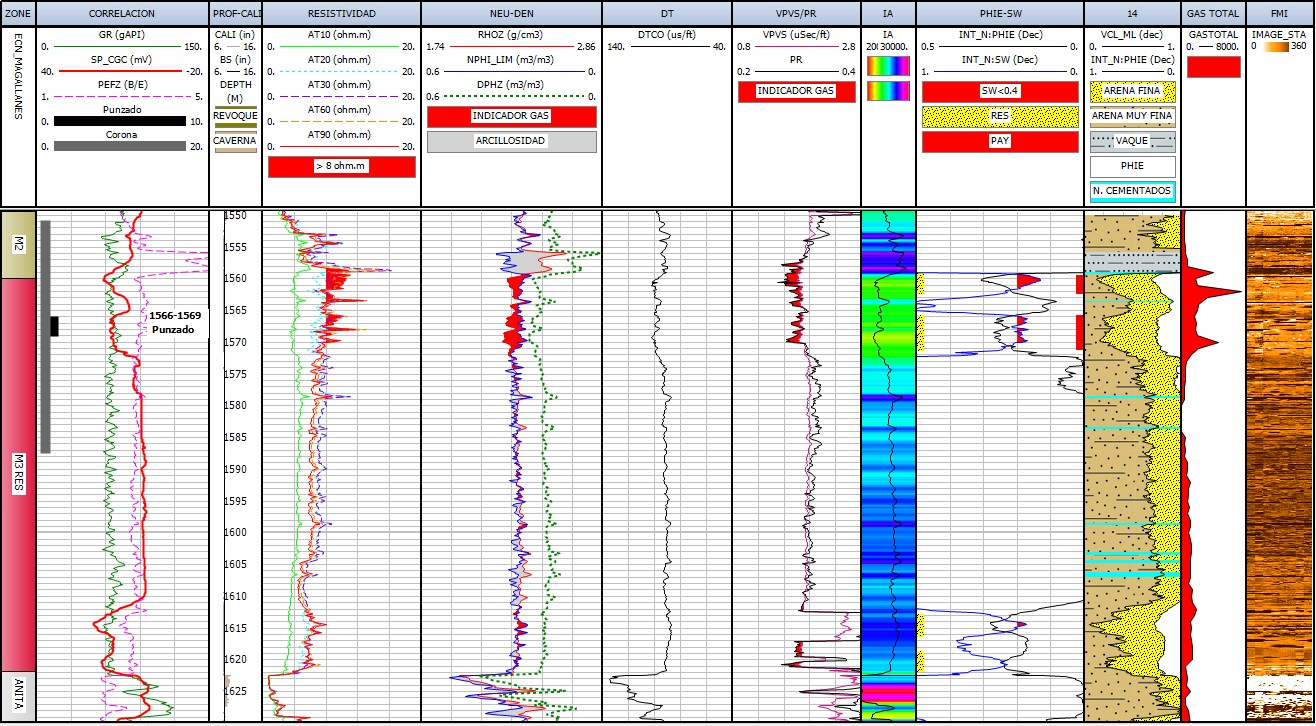 ZONE
CORRELACION
PROF-CALI
RESISTIVIDAD
NEU-DEN
DT
VPVS/PR
IA
PHIE-SW
14
GAS TOTAL
FMI
ECN_MAGALLANES
GR (gAPI)
0. 150.
SP_CGC (mV)
40. -20.
PEFZ (B/E)
1. 5.
Punzado
0. 10.
Corona
0. 20.
CALI (in)
6. 16.
BS (in)
6. 16.
DEPTH
(M)
REVOQUE
CAVERNA
AT10 (ohm.m)
0. 20.
AT20 (ohm.m)
0. 20.
AT30 (ohm.m)
0. 20.
AT60 (ohm.m)
0. 20.
AT90 (ohm.m)
0. 20.
> 8 ohm.m
RHOZ (g/cm3)
1.74 2.86
NPHI_LIM (m3/m3)
0.6 0.
DPHZ (m3/m3)
0.6 0.
INDICADOR GAS
ARCILLOSIDAD
DTCO (us/ft)
140. 40.
VPVS (uSec/ft)
0.8 2.8
PR
0.2 0.4
INDICADOR GAS
IA
30000.
INT_N:PHIE (Dec)
0.5 0.
INT_N:SW (Dec)
1. 0.
SW<0.4
RES
PAY
VCL_ML (dec)
0. 1.
INT_N:PHIE (Dec)
1. 0.
ARENA FINA
ARENA MUY FINA
VAQUE
PHIE
N. CEMENTADOS
GASTOTAL
0. 8000.
IMAGE_STA
0 360
M2
M3 RES
ANITA
1566-1569
Punzado
1550
1555
1560
1565
1570
1575
1580
1585
1590
1595
1600
1605
1610
1615
1620
1625